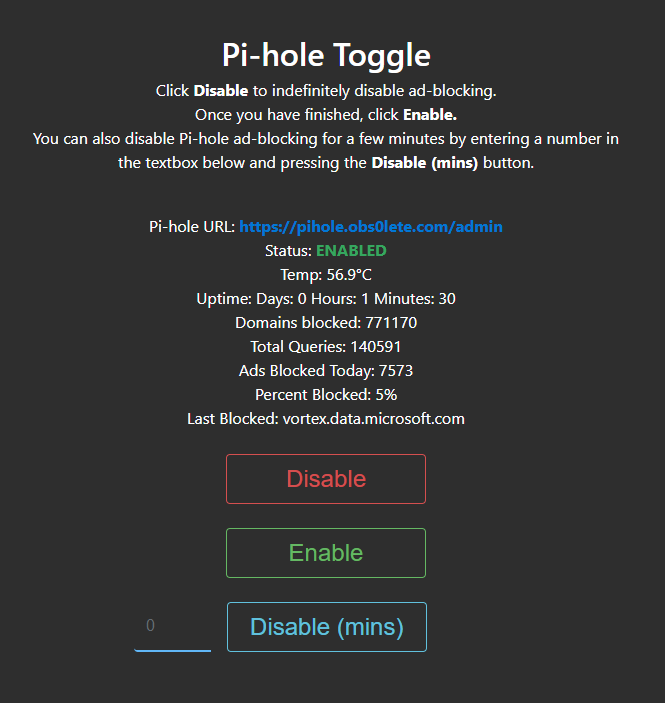 Pi-hole Toggle
Click Disable to indefinitely disable ad-blocking.
Once you have finished, click Enable.
You can also disable Pi-hole ad-blocking for a few minutes by entering a number in
the textbox below and pressing the Disable (mins) button.
Pi-hole URL: https://pihole.obs0lete.com/admin
Status: ENABLED
Temp: 56.9°C
Uptime: Days: 0 Hours: 1 Minutes: 30
Domains blocked: 771170
Total Queries: 140591
Ads Blocked Today: 7573
Percent Blocked: 5%
Last Blocked: vortex.data.microsoft.com
Disable
Enable
0 Disable (mins)